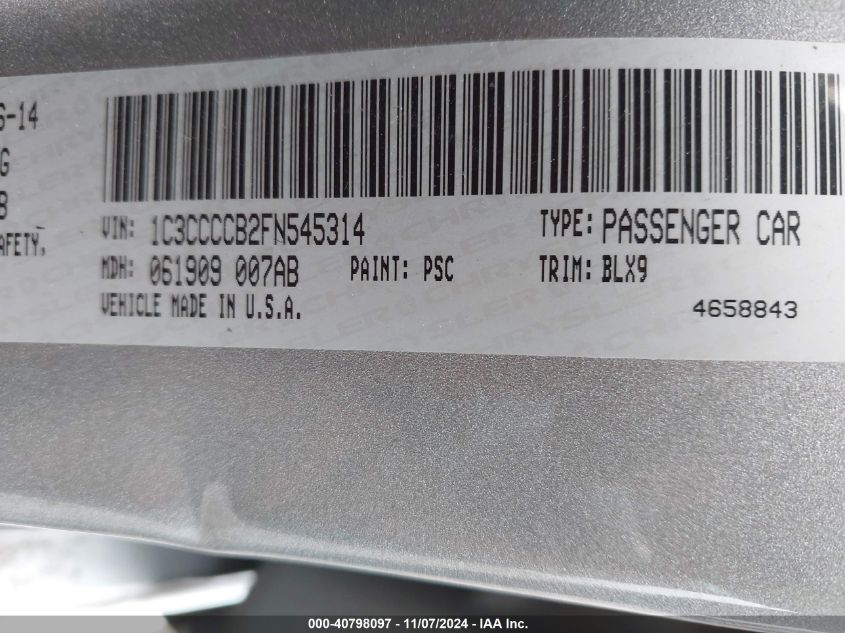 6-14
G
B
AFETY,
VIN: 1C3CCCCB2FN545314 TYPE: PASSENGER CAR
MDH: 061909 007AB PAINT: PSC TRIM: BLX9
VEHICLE MADE IN U.S.A. 4658843
000-40798097 - 11/07/2024 - IAA Inc.